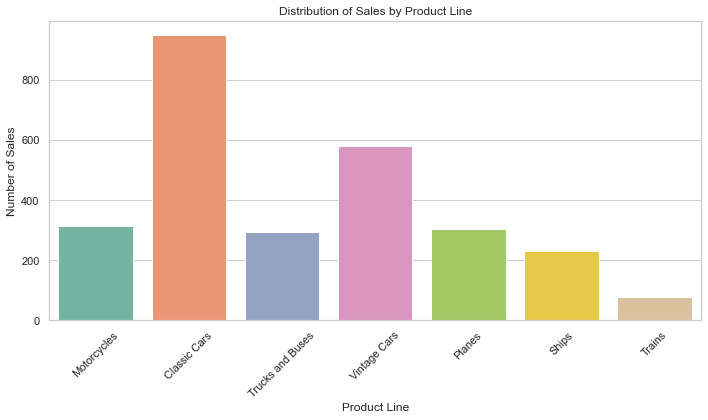 Distribution of Sales by Product Line
Number of Sales
800
600
400
200
0
Motorcycles
Classic Cars
Trucks and Buses
Vintage Cars
Planes
Ships
Trains
Product Line